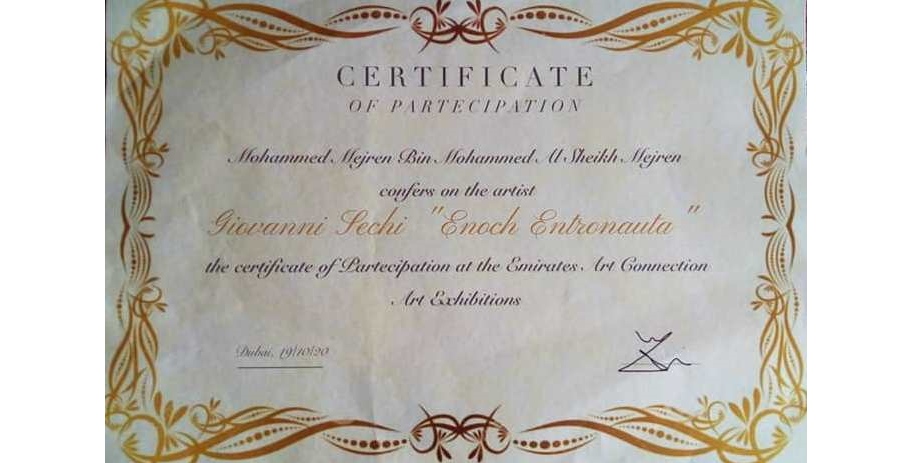 CERTIFICATE
OF PARTECIPATION
Mohammed Mejren Bin Mohammed Al Sheikh Mejren
confers on the artist
Giovanni Sechi "Enoch Entronauta"
the certificate of Partecipation at the Emirates Art Connection
Art Exhibitions
Dubai, 19/10/20